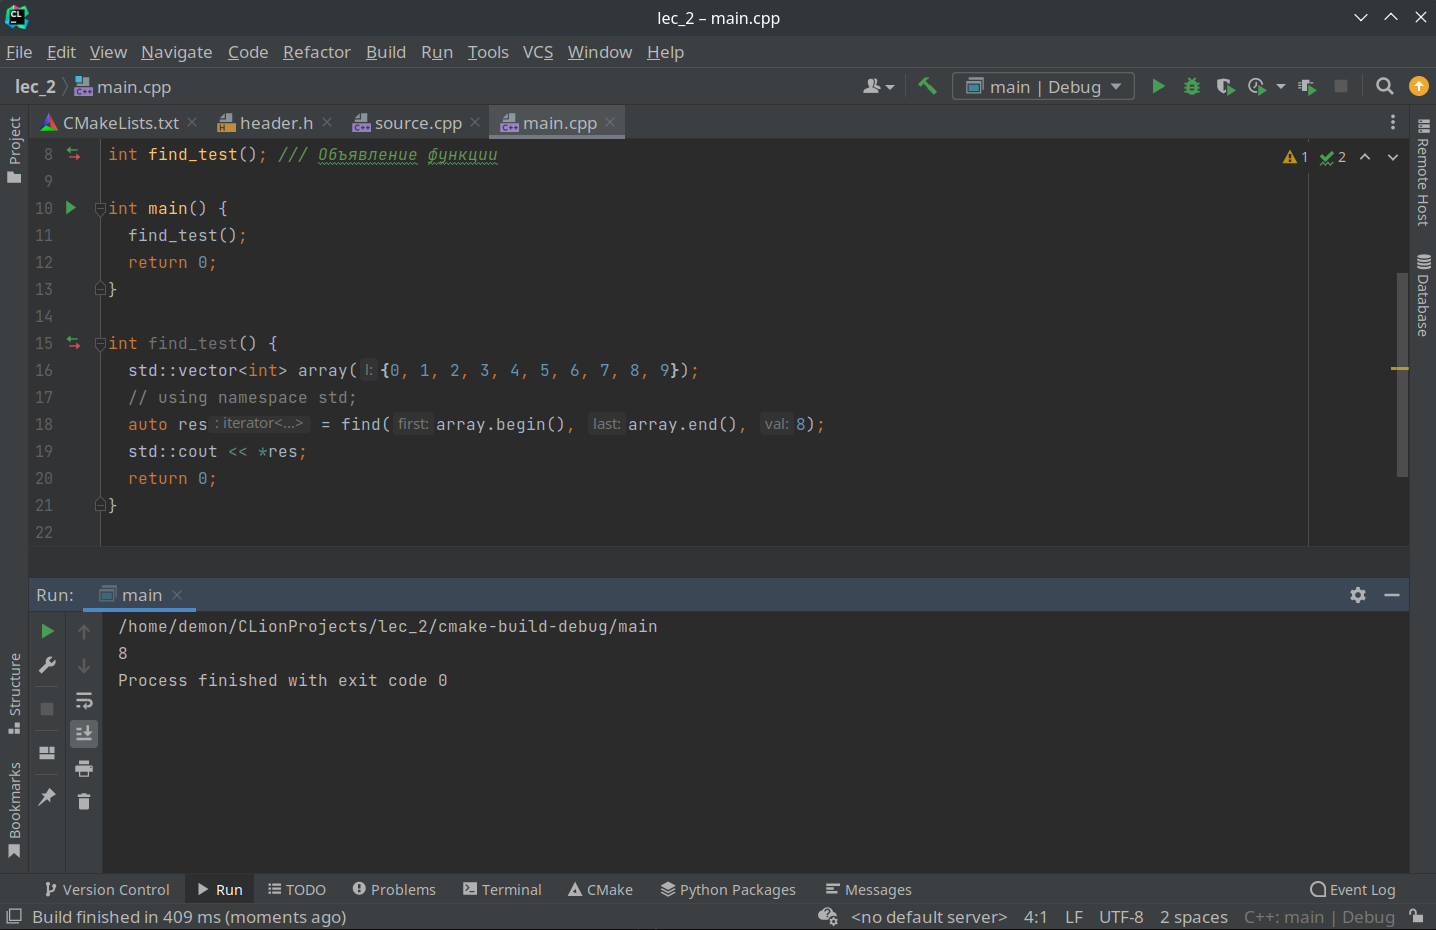 lec_2 – main.cpp
File Edit View Navigate Code Refactor Build Run Tools VCS Window Help
lec_2 main.cpp main | Debug
CMakeLists.txt header.h source.cpp main.cpp
Project
Remote Host
Database
Structure
Bookmarks
1 2
8 int find_test(); /// Объявление функции
9
10 int main() {
11 find_test();
12 return 0;
13 }
14
15 int find_test() {
16 std::vector<int> array( l: {0, 1, 2, 3, 4, 5, 6, 7, 8, 9});
17 // using namespace std;
18 auto res : iterator<...> = find( first: array.begin(), last: array.end(), val: 8);
19 std::cout << *res;
20 return 0;
21 }
22
Run: main
/home/demon/CLionProjects/lec_2/cmake-build-debug/main
8
Process finished with exit code 0
Version Control Run TODO Problems Terminal CMake Python Packages Messages Event Log
Build finished in 409 ms (moments ago) <no default server> 4:1 LF UTF-8 2 spaces C++: main | Debug